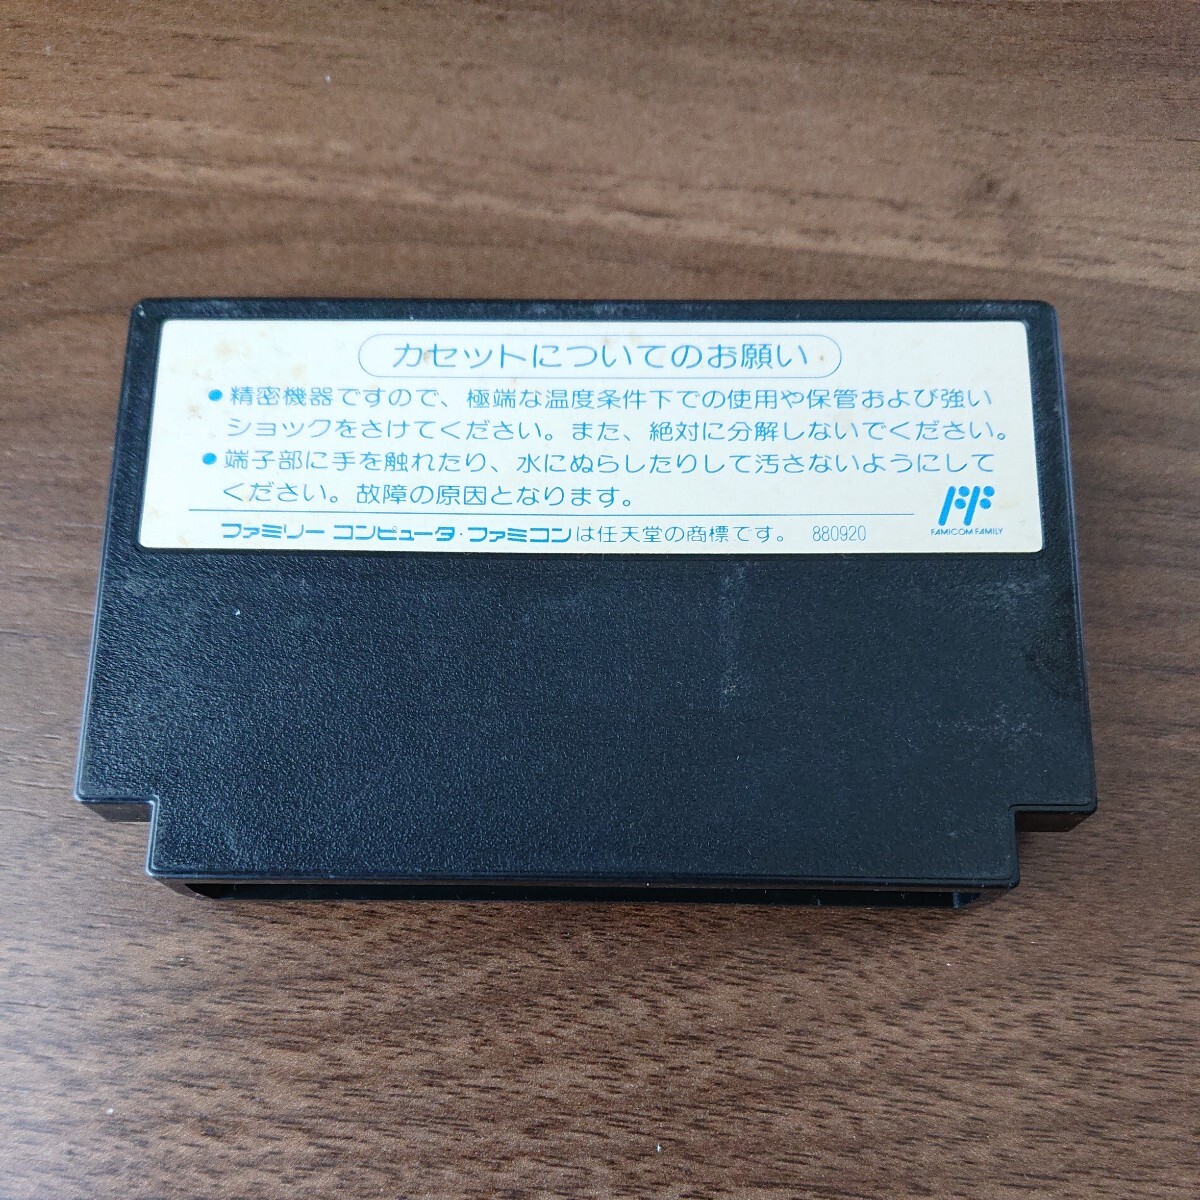 カセットについてのお願い
●精密機器ですので、極端な温度条件下での使用や保管および強い
ショックをさけてください。また、絶対に分解しないでください。
●端子部に手を触れたり、水にぬらしたりして汚さないようにして
ください。故障の原因となります。
FF
FAMICOM FAMILY
ファミリー コンピュータ・ファミコンは任天堂の商標です。 880920